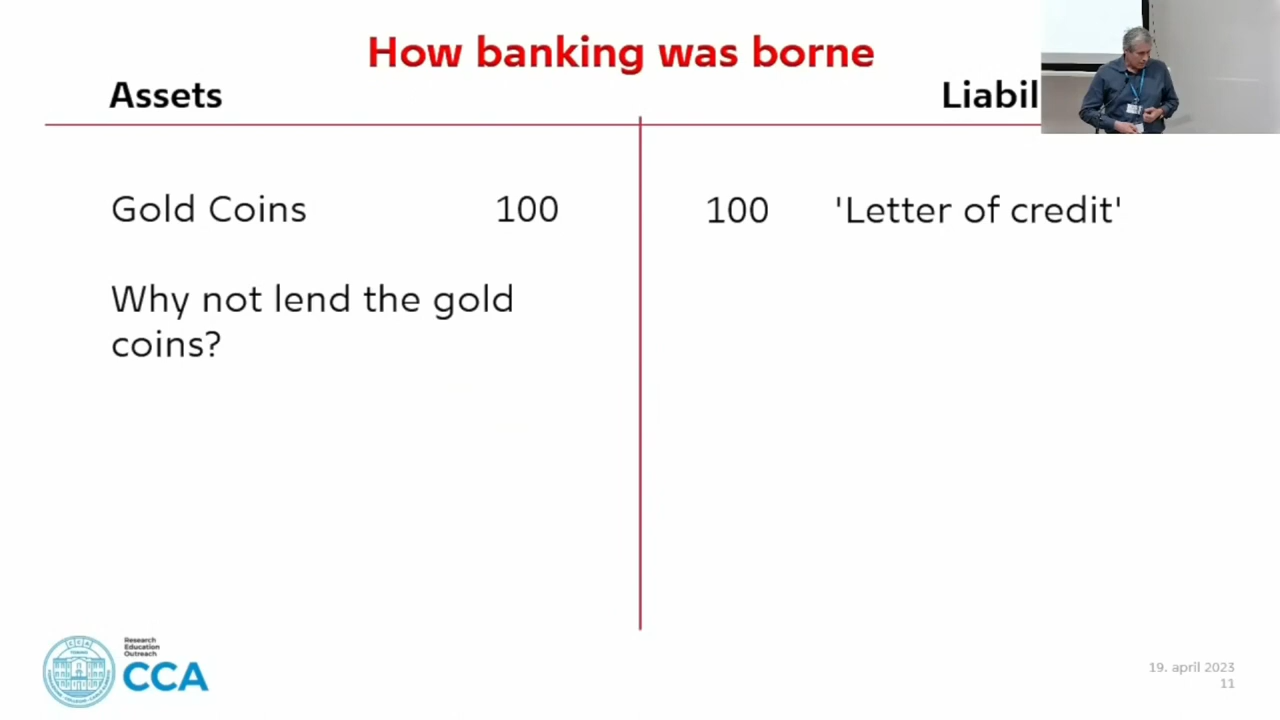 How banking was borne
Assets
Liabil
Gold Coins 100 100 'Letter of credit'
Why not lend the gold
coins?
Research
Education
Outreach
CCA
19. april 2023
11